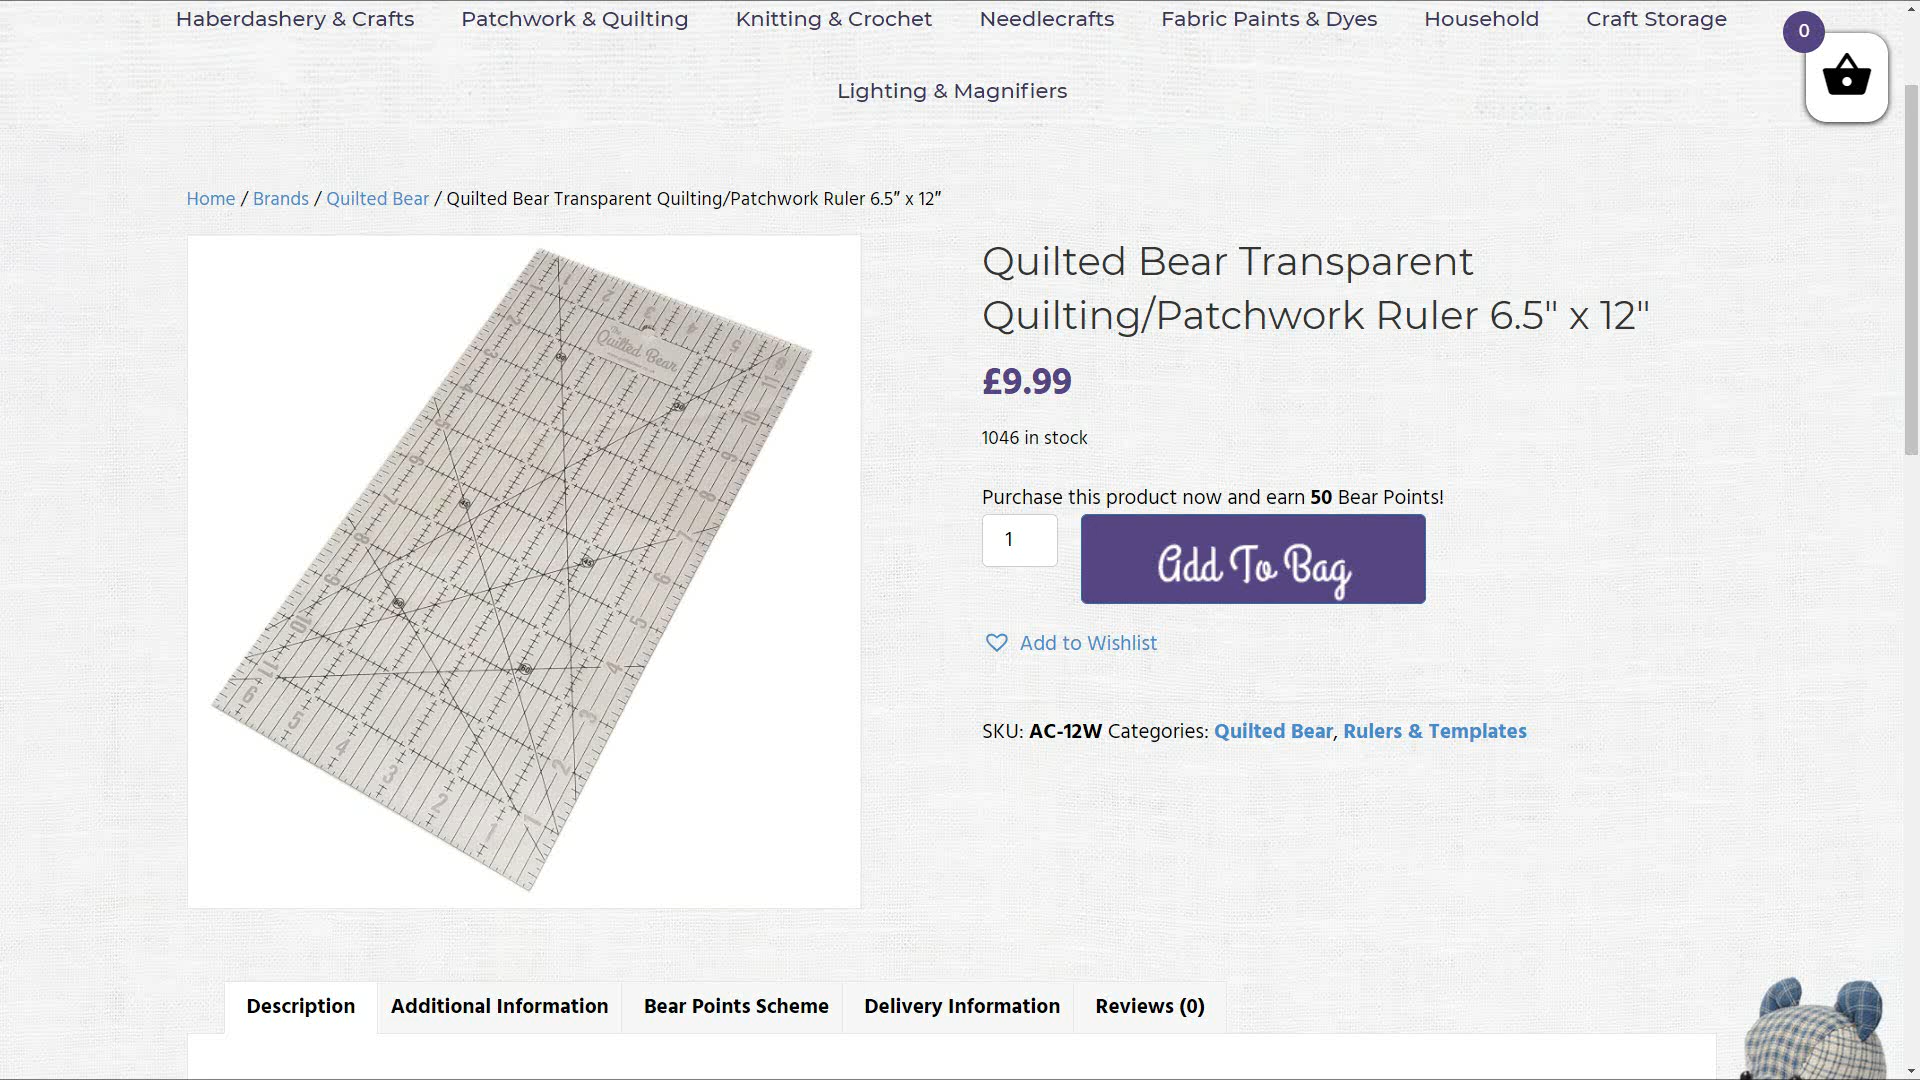 Haberdashery & Crafts Patchwork & Quilting Knitting & Crochet Needlecrafts Fabric Paints & Dyes Household Craft Storage
0
Lighting & Magnifiers
Home / Brands / Quilted Bear / Quilted Bear Transparent Quilting/Patchwork Ruler 6.5” x 12”
The Quilted Bear
Quilted Bear Transparent
Quilting/Patchwork Ruler 6.5" x 12"
£9.99
1046 in stock
Purchase this product now and earn 50 Bear Points!
1
Add To Bag
Add to Wishlist
SKU: AC-12W Categories: Quilted Bear, Rulers & Templates
Description Additional Information Bear Points Scheme Delivery Information Reviews (0)